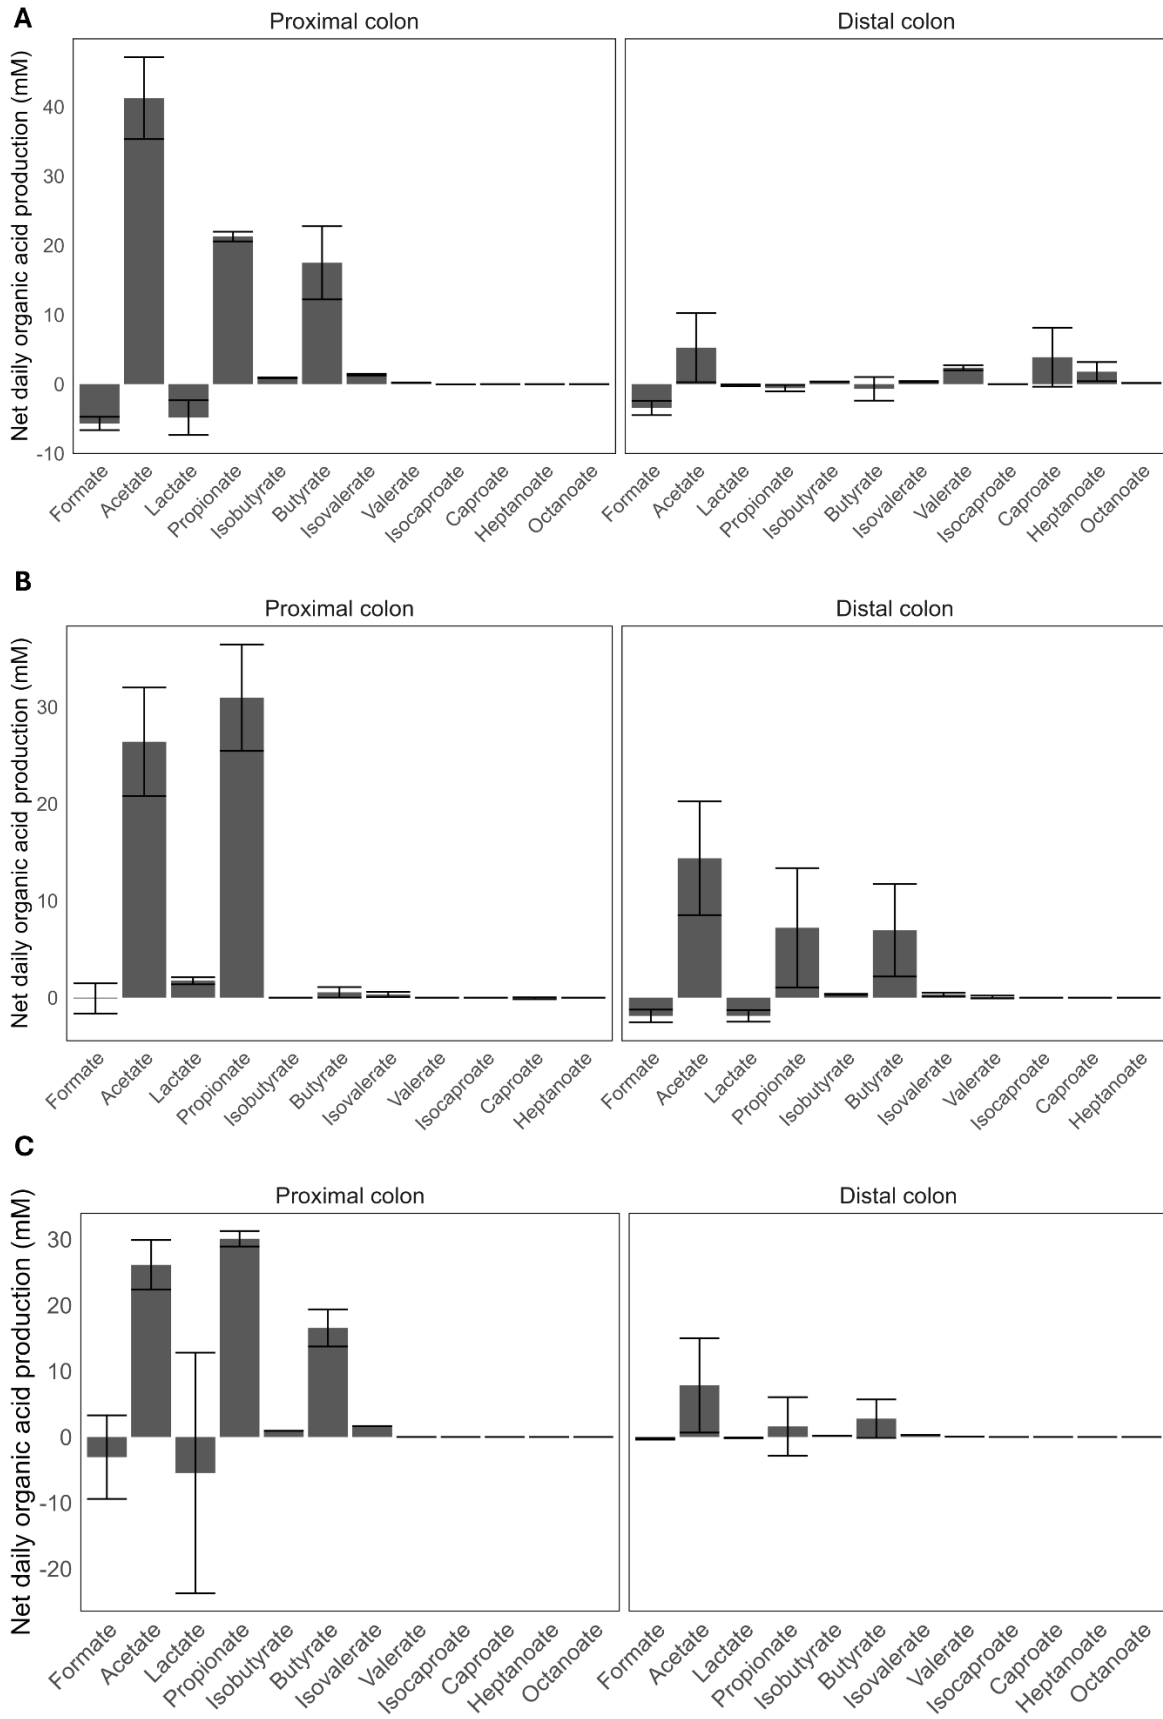 A
Proximal colon
Distal colon
Net daily organic acid production (mM)
40
30
20
10
0
-10
Formate
Acetate
Lactate
Propionate
Isobutyrate
Butyrate
Isovalerate
Valerate
Isocaproate
Caproate
Heptanoate
Octanoate
Formate
Acetate
Lactate
Propionate
Isobutyrate
Butyrate
Isovalerate
Valerate
Isocaproate
Caproate
Heptanoate
Octanoate
B
Proximal colon
Distal colon
Net daily organic acid production (mM)
30
20
10
0
Formate
Acetate
Lactate
Propionate
Isobutyrate
Butyrate
Isovalerate
Valerate
Isocaproate
Caproate
Heptanoate
Formate
Acetate
Lactate
Propionate
Isobutyrate
Butyrate
Isovalerate
Valerate
Isocaproate
Caproate
Heptanoate
C
Proximal colon
Distal colon
Net daily organic acid production (mM)
30
20
10
0
-10
-20
Formate
Acetate
Lactate
Propionate
Isobutyrate
Butyrate
Isovalerate
Valerate
Isocaproate
Caproate
Heptanoate
Octanoate
Formate
Acetate
Lactate
Propionate
Isobutyrate
Butyrate
Isovalerate
Valerate
Isocaproate
Caproate
Heptanoate
Octanoate